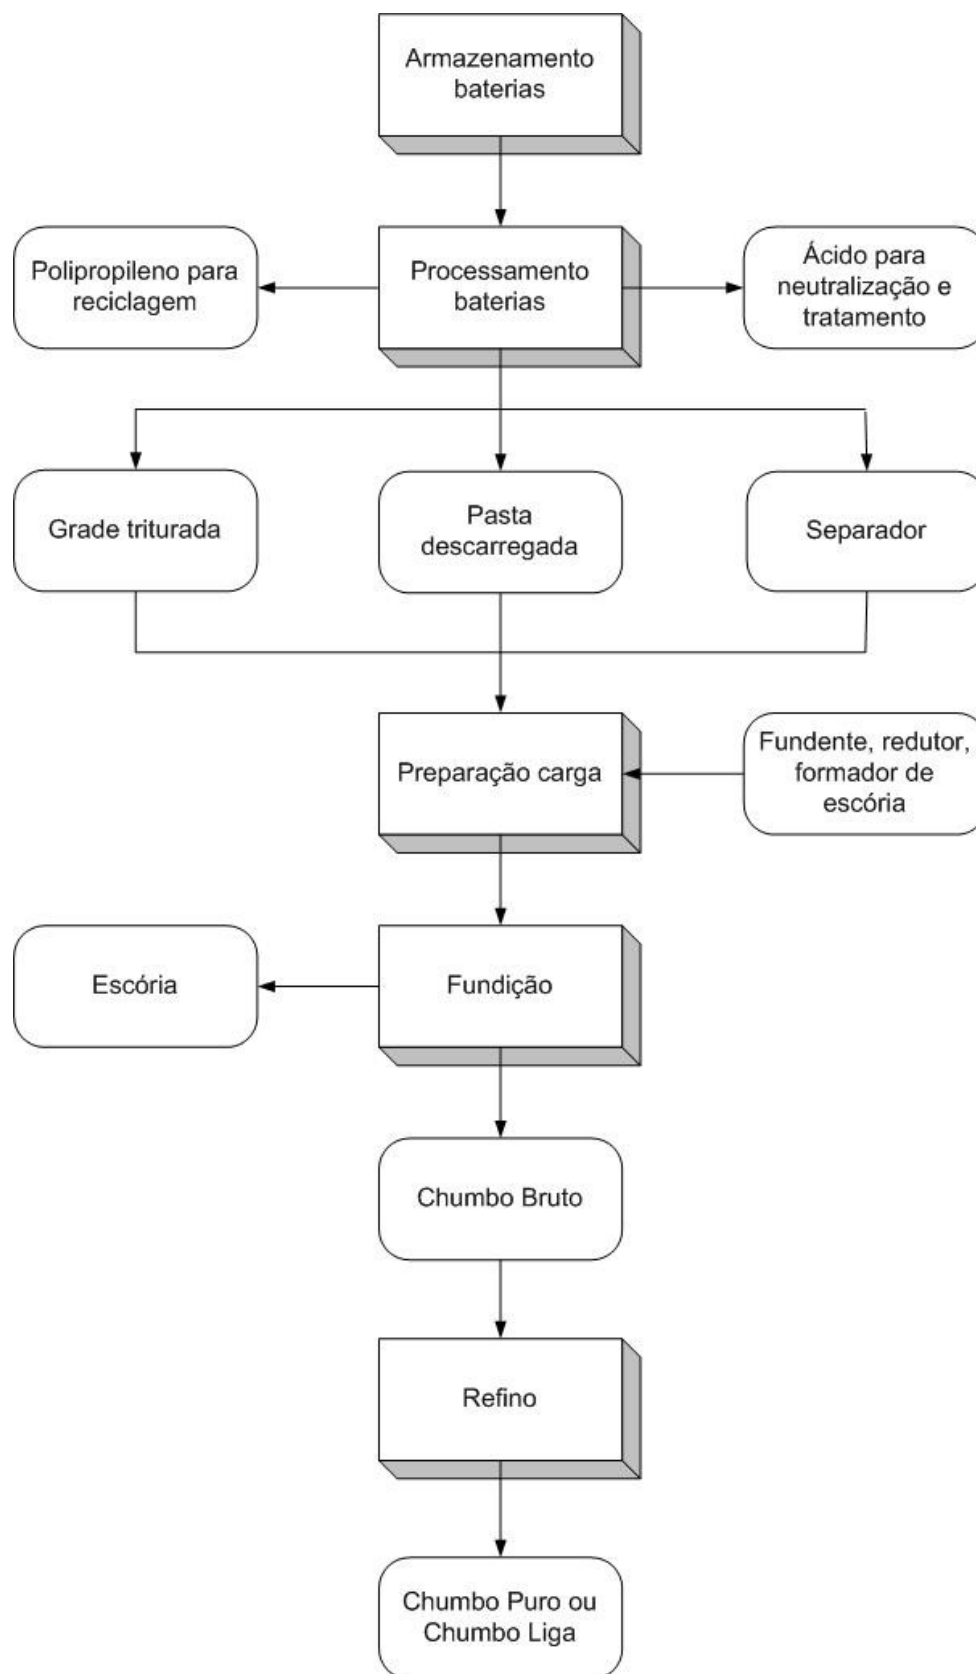 Armazenamento
baterias
Polipropileno para
reciclagem
Processamento
baterias
Ácido para
neutralização e
tratamento
Grade triturada
Pasta
descarregada
Separador
Preparação carga
Fundente, redutor,
formador de
escória
Escória
Fundição
Chumbo Bruto
Refino
Chumbo Puro ou
Chumbo Liga